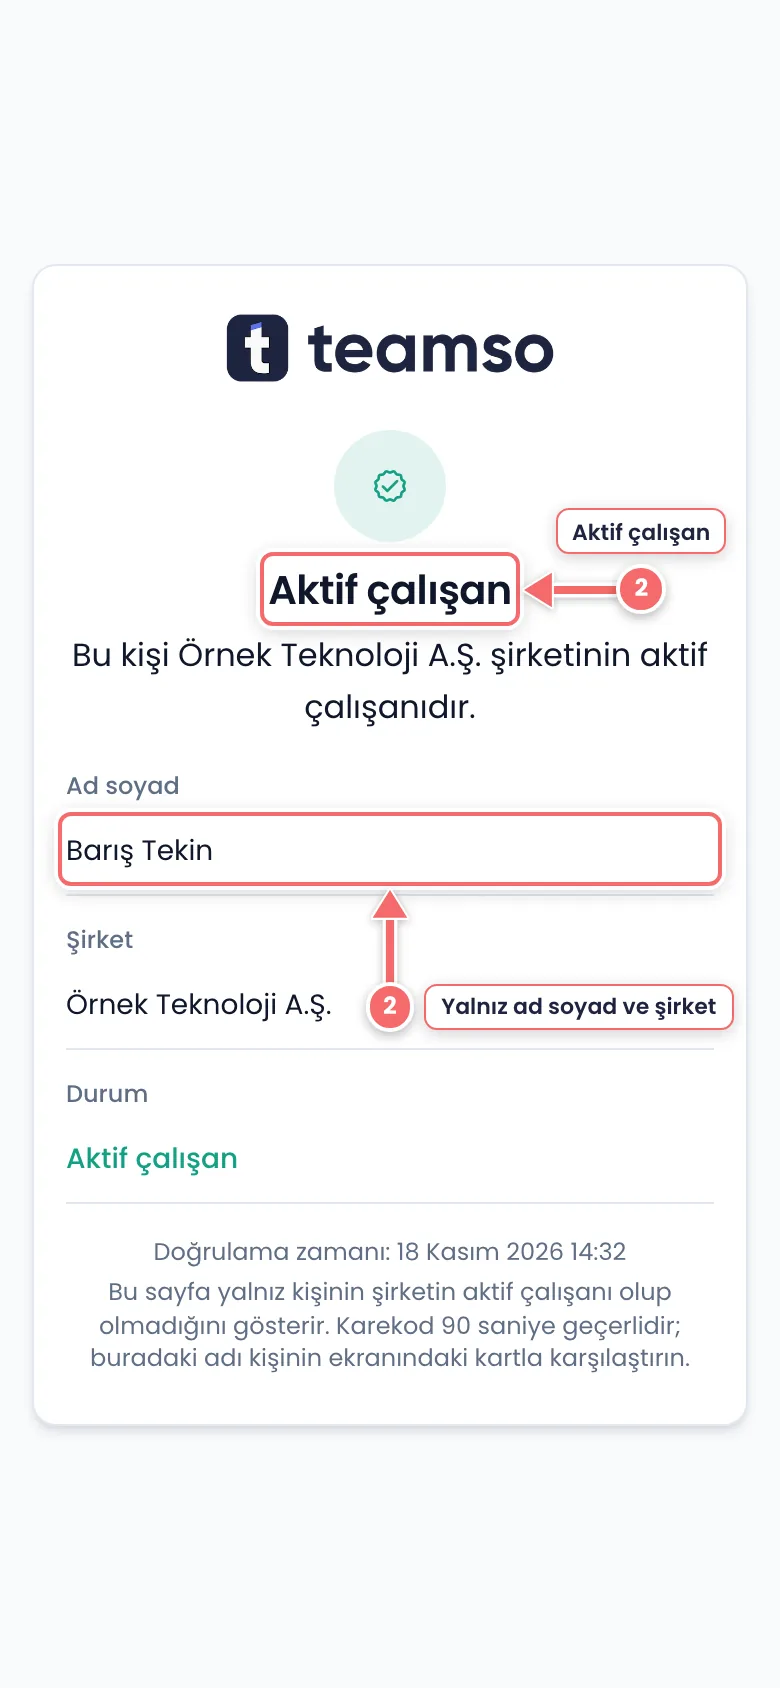 teamso
Aktif çalışan
Aktif çalışan
2
Bu kişi Örnek Teknoloji A.Ş. şirketinin aktif
çalışanıdır.
Ad soyad
Barış Tekin
Şirket
Örnek Teknoloji A.Ş.
2
Yalnız ad soyad ve şirket
Durum
Aktif çalışan
Doğrulama zamanı: 18 Kasım 2026 14:32
Bu sayfa yalnız kişinin şirketin aktif çalışanı olup
olmadığını gösterir. Karekod 90 saniye geçerlidir;
buradaki adı kişinin ekranındaki kartla karşılaştırın.